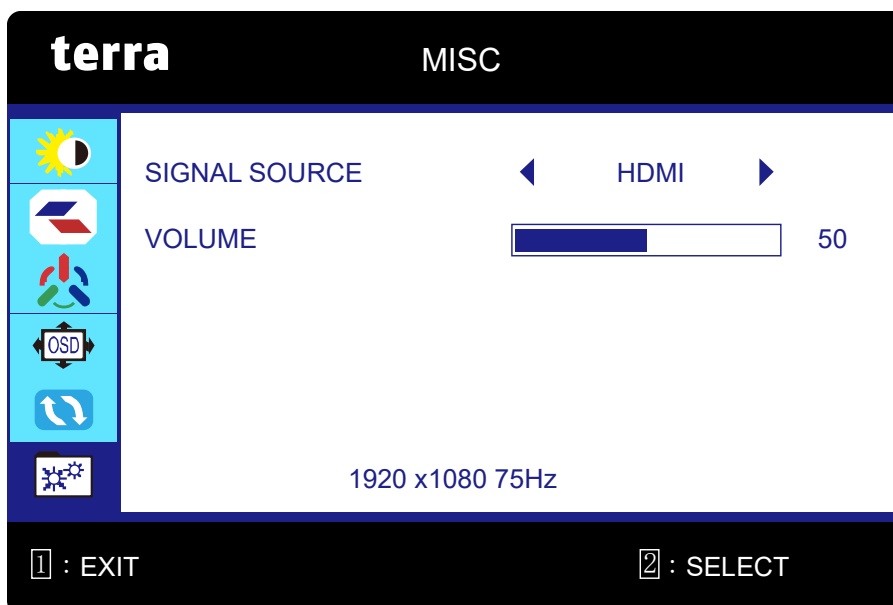 terra MISC
SIGNAL SOURCE HDMI
VOLUME 50
OSD
1920 x1080 75Hz
1 : EXIT 2 : SELECT